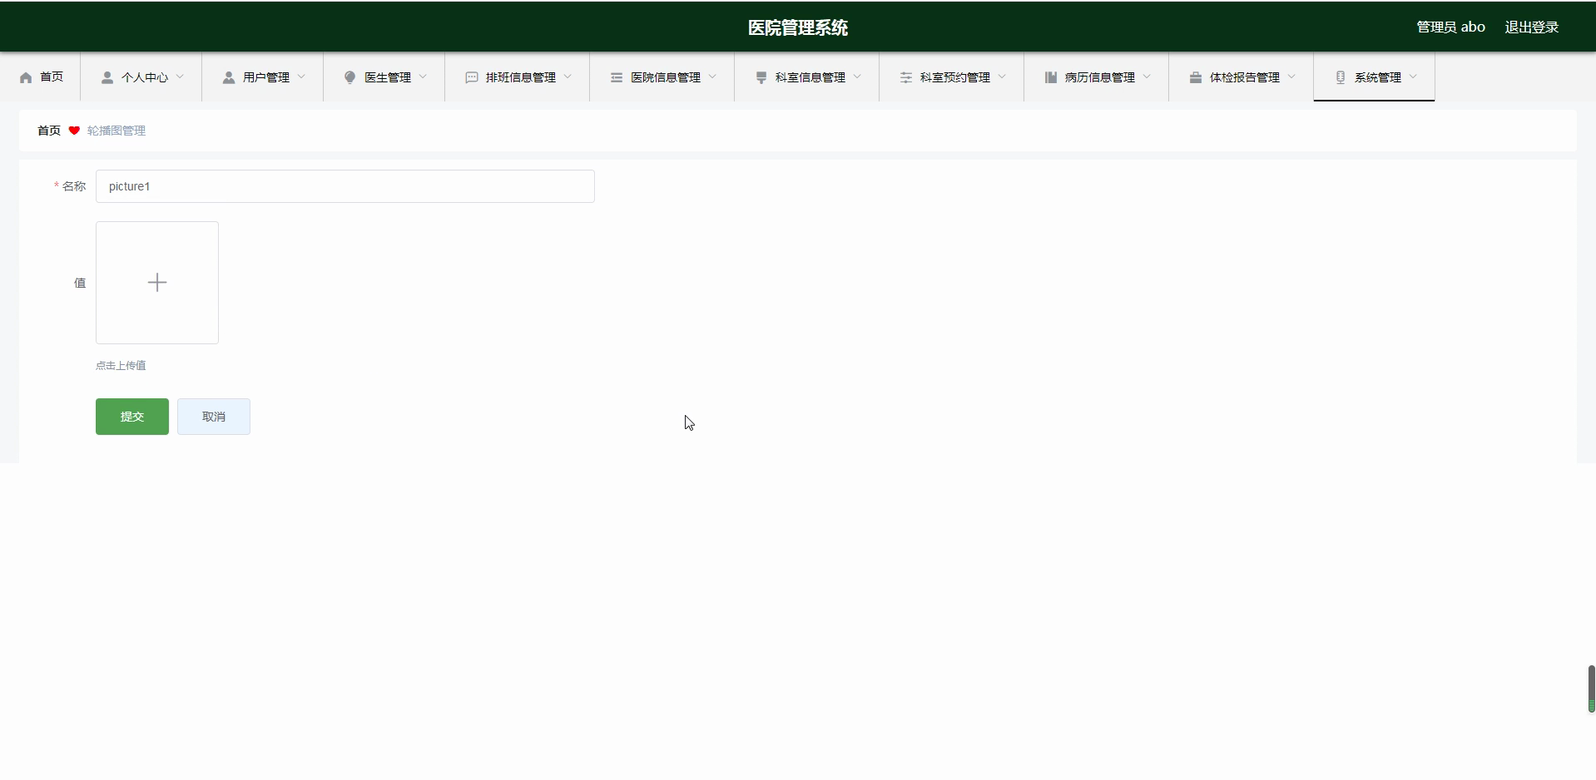 医院管理系统
管理员 abo 退出登录
首页 个人中心 用户管理 医生管理 排班信息管理 医院信息管理 科室信息管理 科室预约管理 病历信息管理 体检报告管理 系统管理
首页 轮播图管理
* 名称 picture1
值
点击上传值
提交 取消